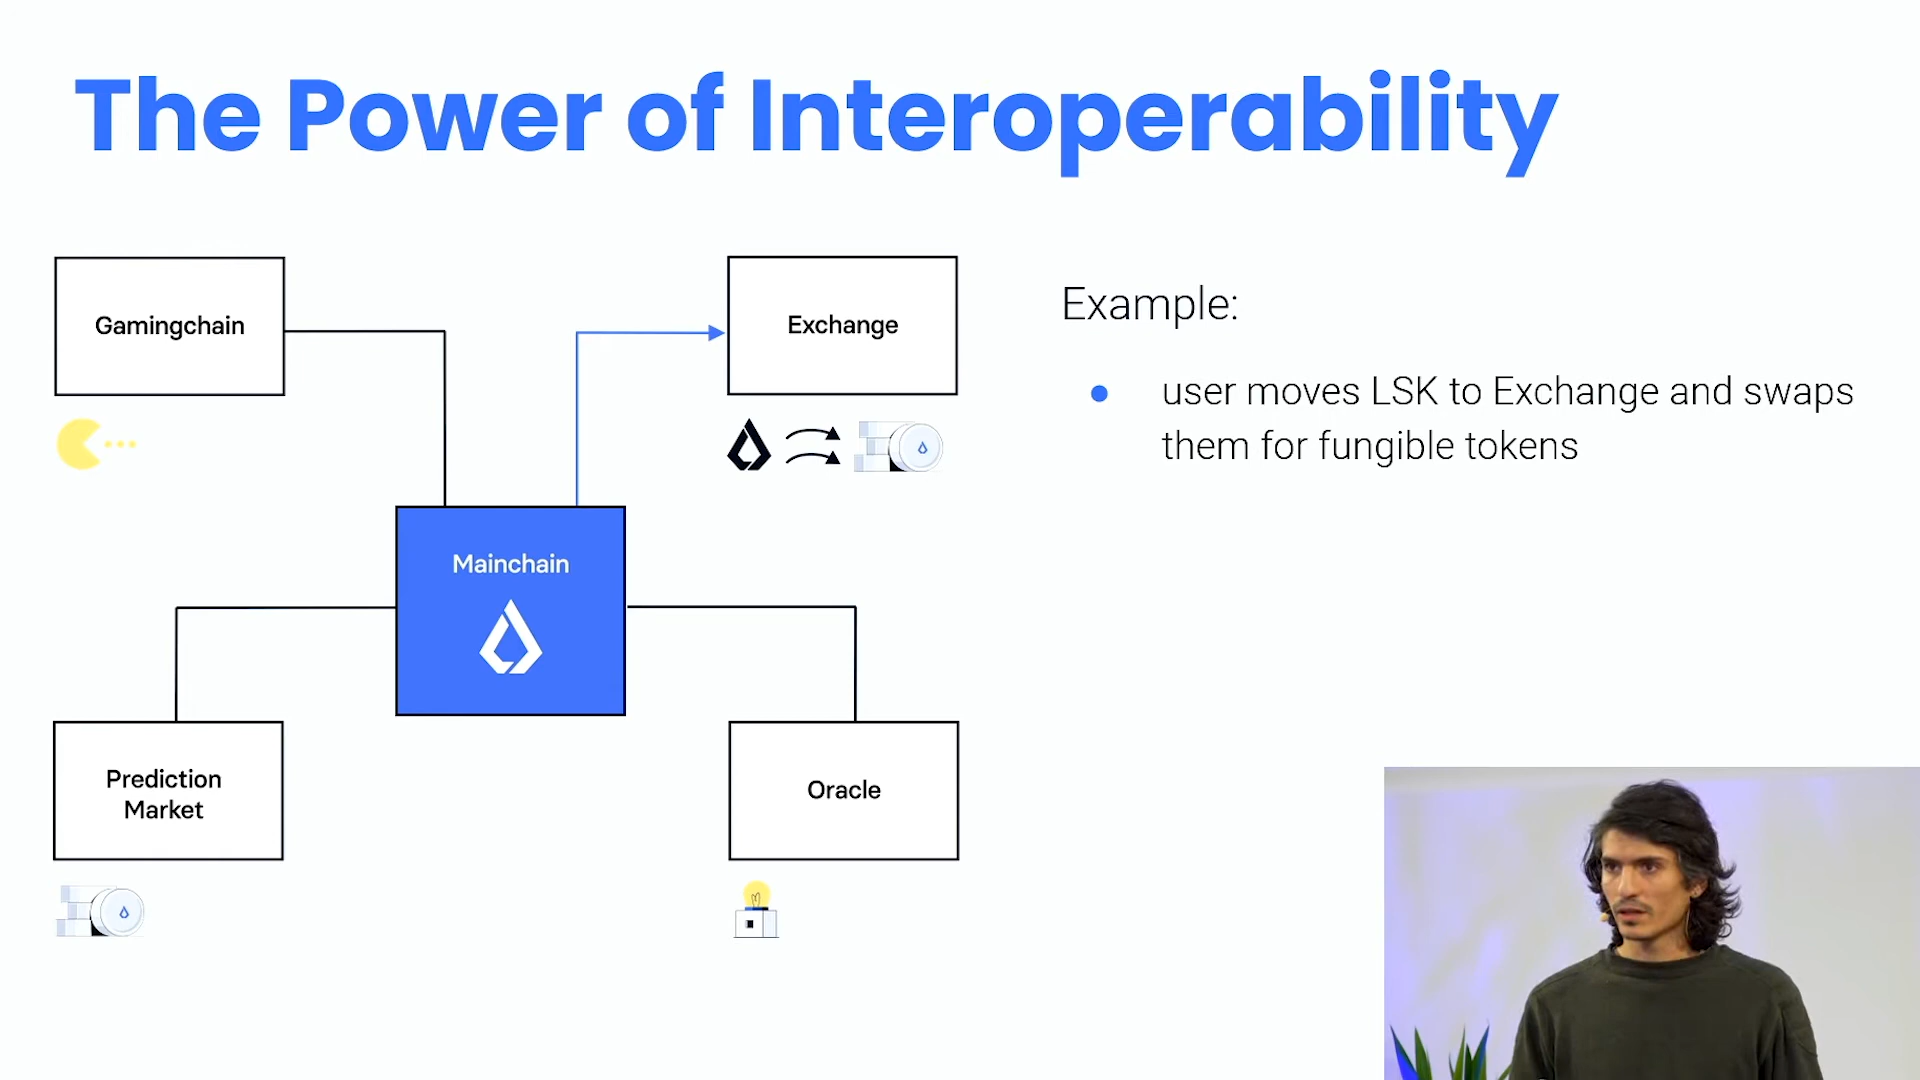 The Power of Interoperability
Gamingchain
Exchange
Example:
user moves LSK to Exchange and swaps
them for fungible tokens
Mainchain
Prediction
Market
Oracle